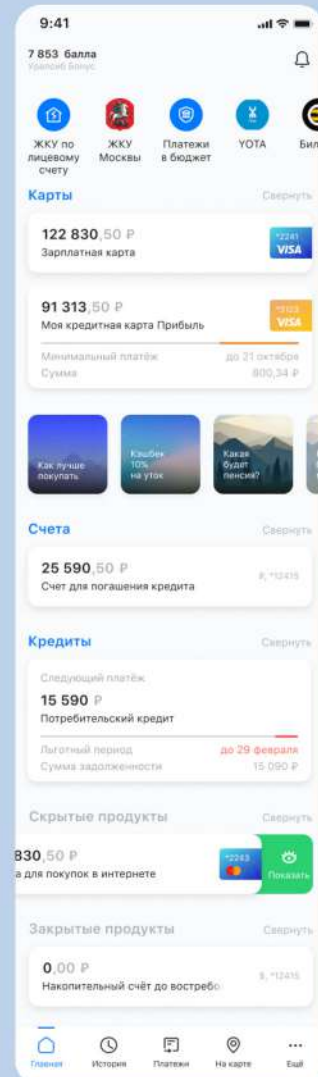 9:41
7 853 балла
Уралсиб Бонус
ЖКУ по
лицевому
счету
ЖКУ
Москвы
Платежи
в бюджет
YOTA
Бил
Карты
Свернуть
122 830,50 ₽
Зарплатная карта
*2241
VISA
91 313,50 ₽
Моя кредитная карта Прибыль
*2123
VISA
Минимальный платёж
до 21 октября
Сумма
800,34 ₽
Как лучше
покупать
Кэшбек
10%
на уток
Какая
будет
пенсия?
Счета
Свернуть
25 590,50 ₽
Счет для погашения кредита
₽, *12415
Кредиты
Свернуть
Следующий платёж
15 590 ₽
Потребительский кредит
Льготный период
до 29 февраля
Сумма задолженности
15 090 ₽
Скрытые продукты
Свернуть
830,50 ₽
а для покупок в интернете
*2243
Показать
Закрытые продукты
Свернуть
0,00 ₽
Накопительный счёт до востребо
*12415
Главная
История
Платежи
На карте
Ещё